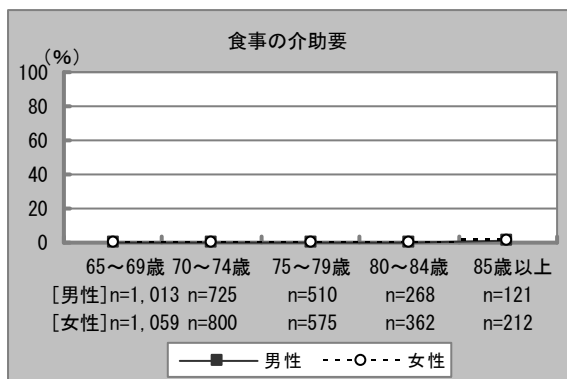 食事の介助要
(%)
100
80
60
40
20
0
65～69歳 70～74歳 75～79歳 80～84歳 85歳以上
[男性]n=1,013 n=725 n=510 n=268 n=121
[女性]n=1,059 n=800 n=575 n=362 n=212
男性 女性